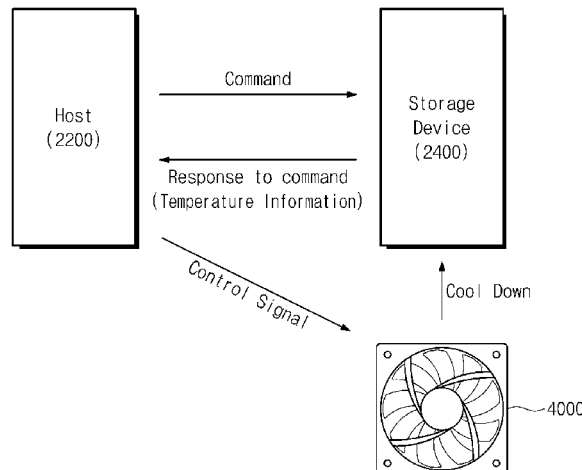 Command
Host
(2200)
Storage
Device
(2400)
Response to command
(Temperature Information)
Control Signal
Cool Down
4000